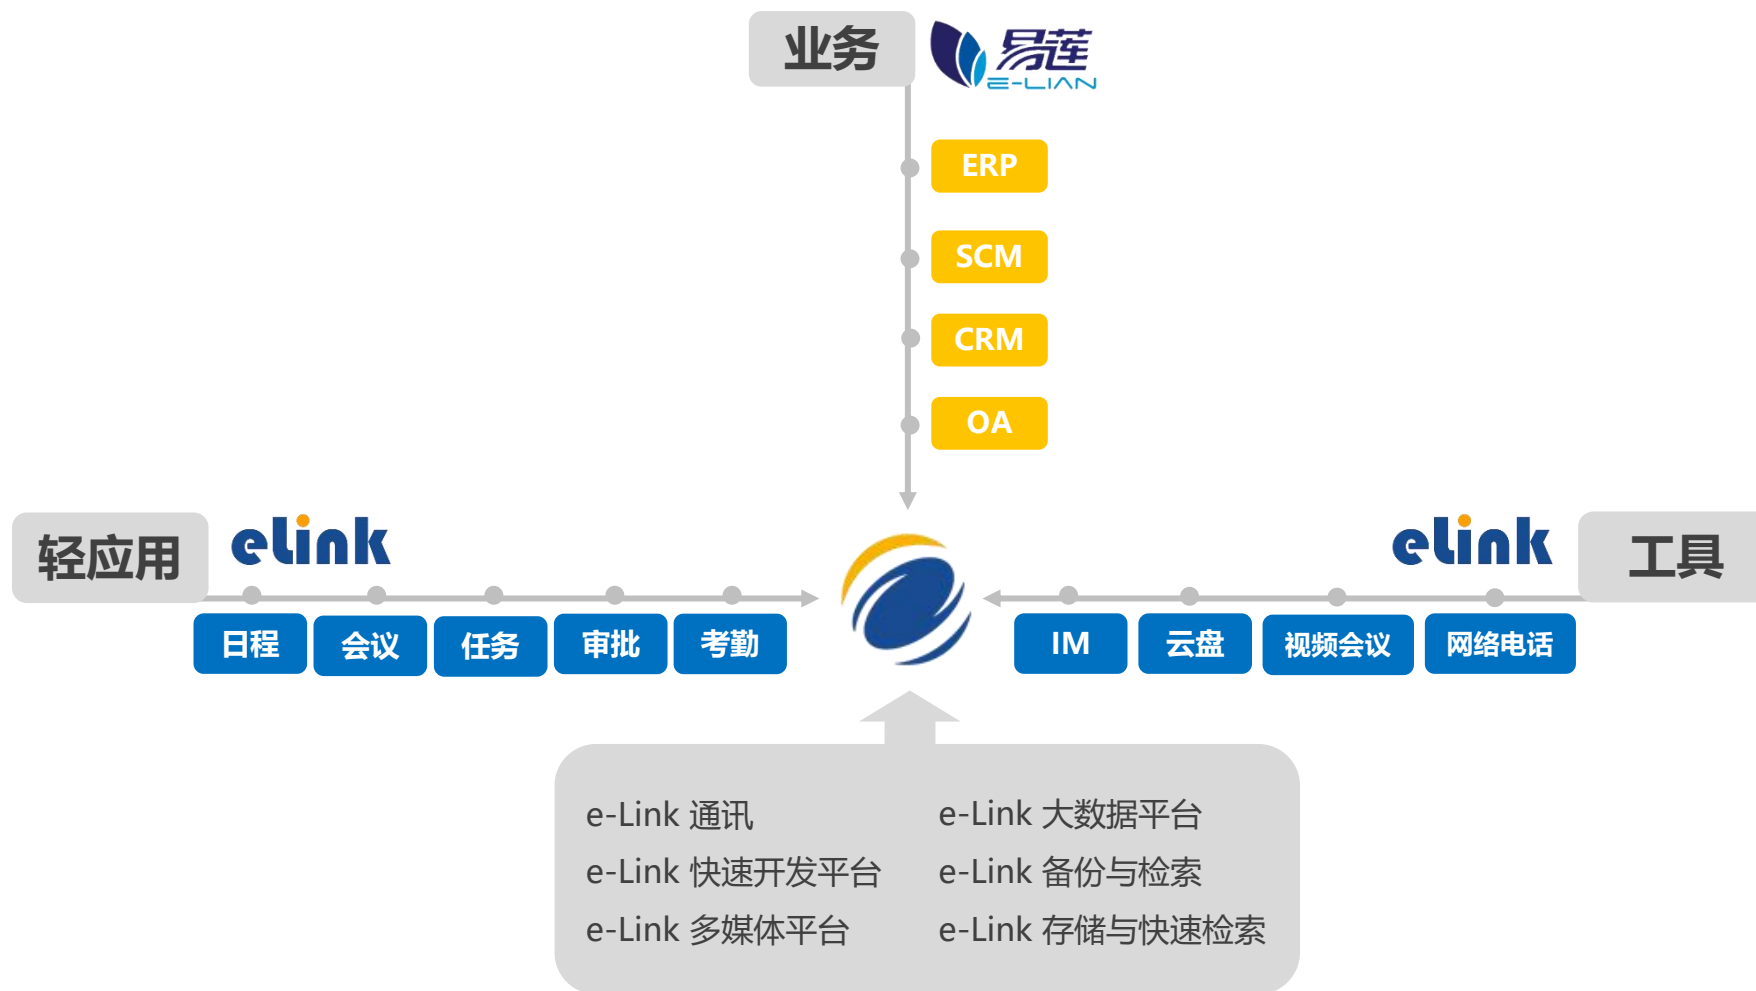 业务
易莲
E-LIAN
ERP
SCM
CRM
OA
轻应用
eLink
日程
会议
任务
审批
考勤
eLink
工具
IM
云盘
视频会议
网络电话
e-Link 通讯
e-Link 快速开发平台
e-Link 多媒体平台
e-Link 大数据平台
e-Link 备份与检索
e-Link 存储与快速检索